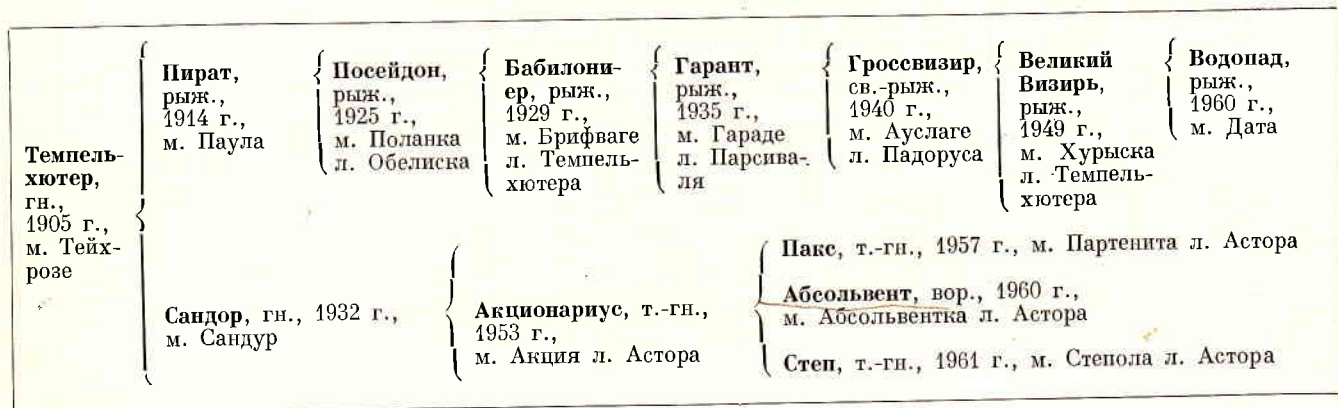 Темпель-
хютер,
гн.,
1905 г.,
м. Тейх-
розе
Пират,
рыж.,
1914 г.,
м. Паула
Посейдон,
рыж.,
1925 г.,
м. Поланка
л. Обелиска
Бабилони-
ер, рыж.,
1929 г.,
м. Брифваге
л. Темпель-
хютера
Гарант,
рыж.,
1935 г.,
м. Гараде
л. Парсива-
ля
Гроссвизир,
св.-рыж.,
1940 г.,
м. Ауслаге
л. Падоруса
Великий
Визирь,
рыж.,
1949 г.,
м. Хурыска
л. Темпель-
хютера
Водопад,
рыж.,
1960 г.,
м. Дата
Сандор, гн., 1932 г.,
м. Сандур
Акционариус, т.-гн.,
1953 г.,
м. Акция л. Астора
Пакс, т.-гн., 1957 г., м. Партенита л. Астора
Абсольвент, вор., 1960 г.,
м. Абсольвентка л. Астора
Степ, т.-гн., 1961 г., м. Степола л. Астора